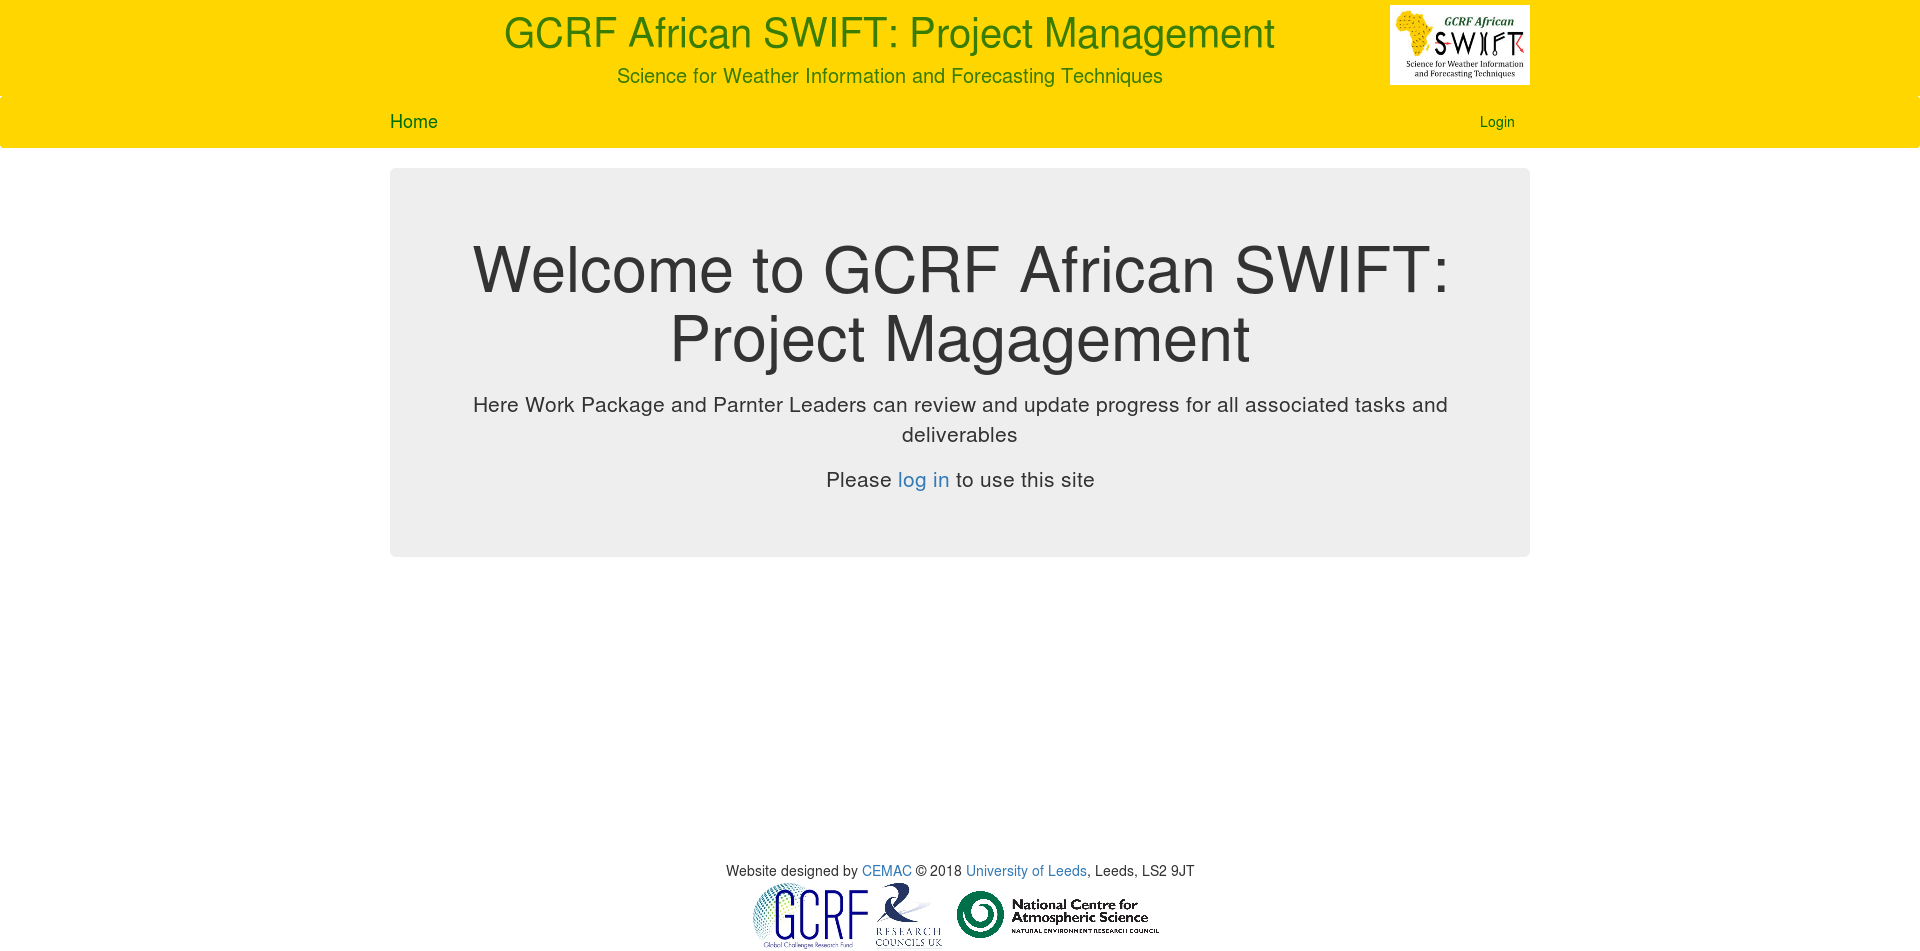 GCRF African SWIFT: Project Management
Science for Weather Information and Forecasting Techniques
GCRF African
SWIFT
Science for Weather Information
and Forecasting Techniques
Home
Login
Welcome to GCRF African SWIFT:
Project Magagement
Here Work Package and Parnter Leaders can review and update progress for all associated tasks and
deliverables
Please log in to use this site
Website designed by CEMAC © 2018 University of Leeds, Leeds, LS2 9JT
GCRF
Global Challenges Research Fund
RESEARCH
COUNCILS UK
National Centre for
Atmospheric Science
NATURAL ENVIRONMENT RESEARCH COUNCIL